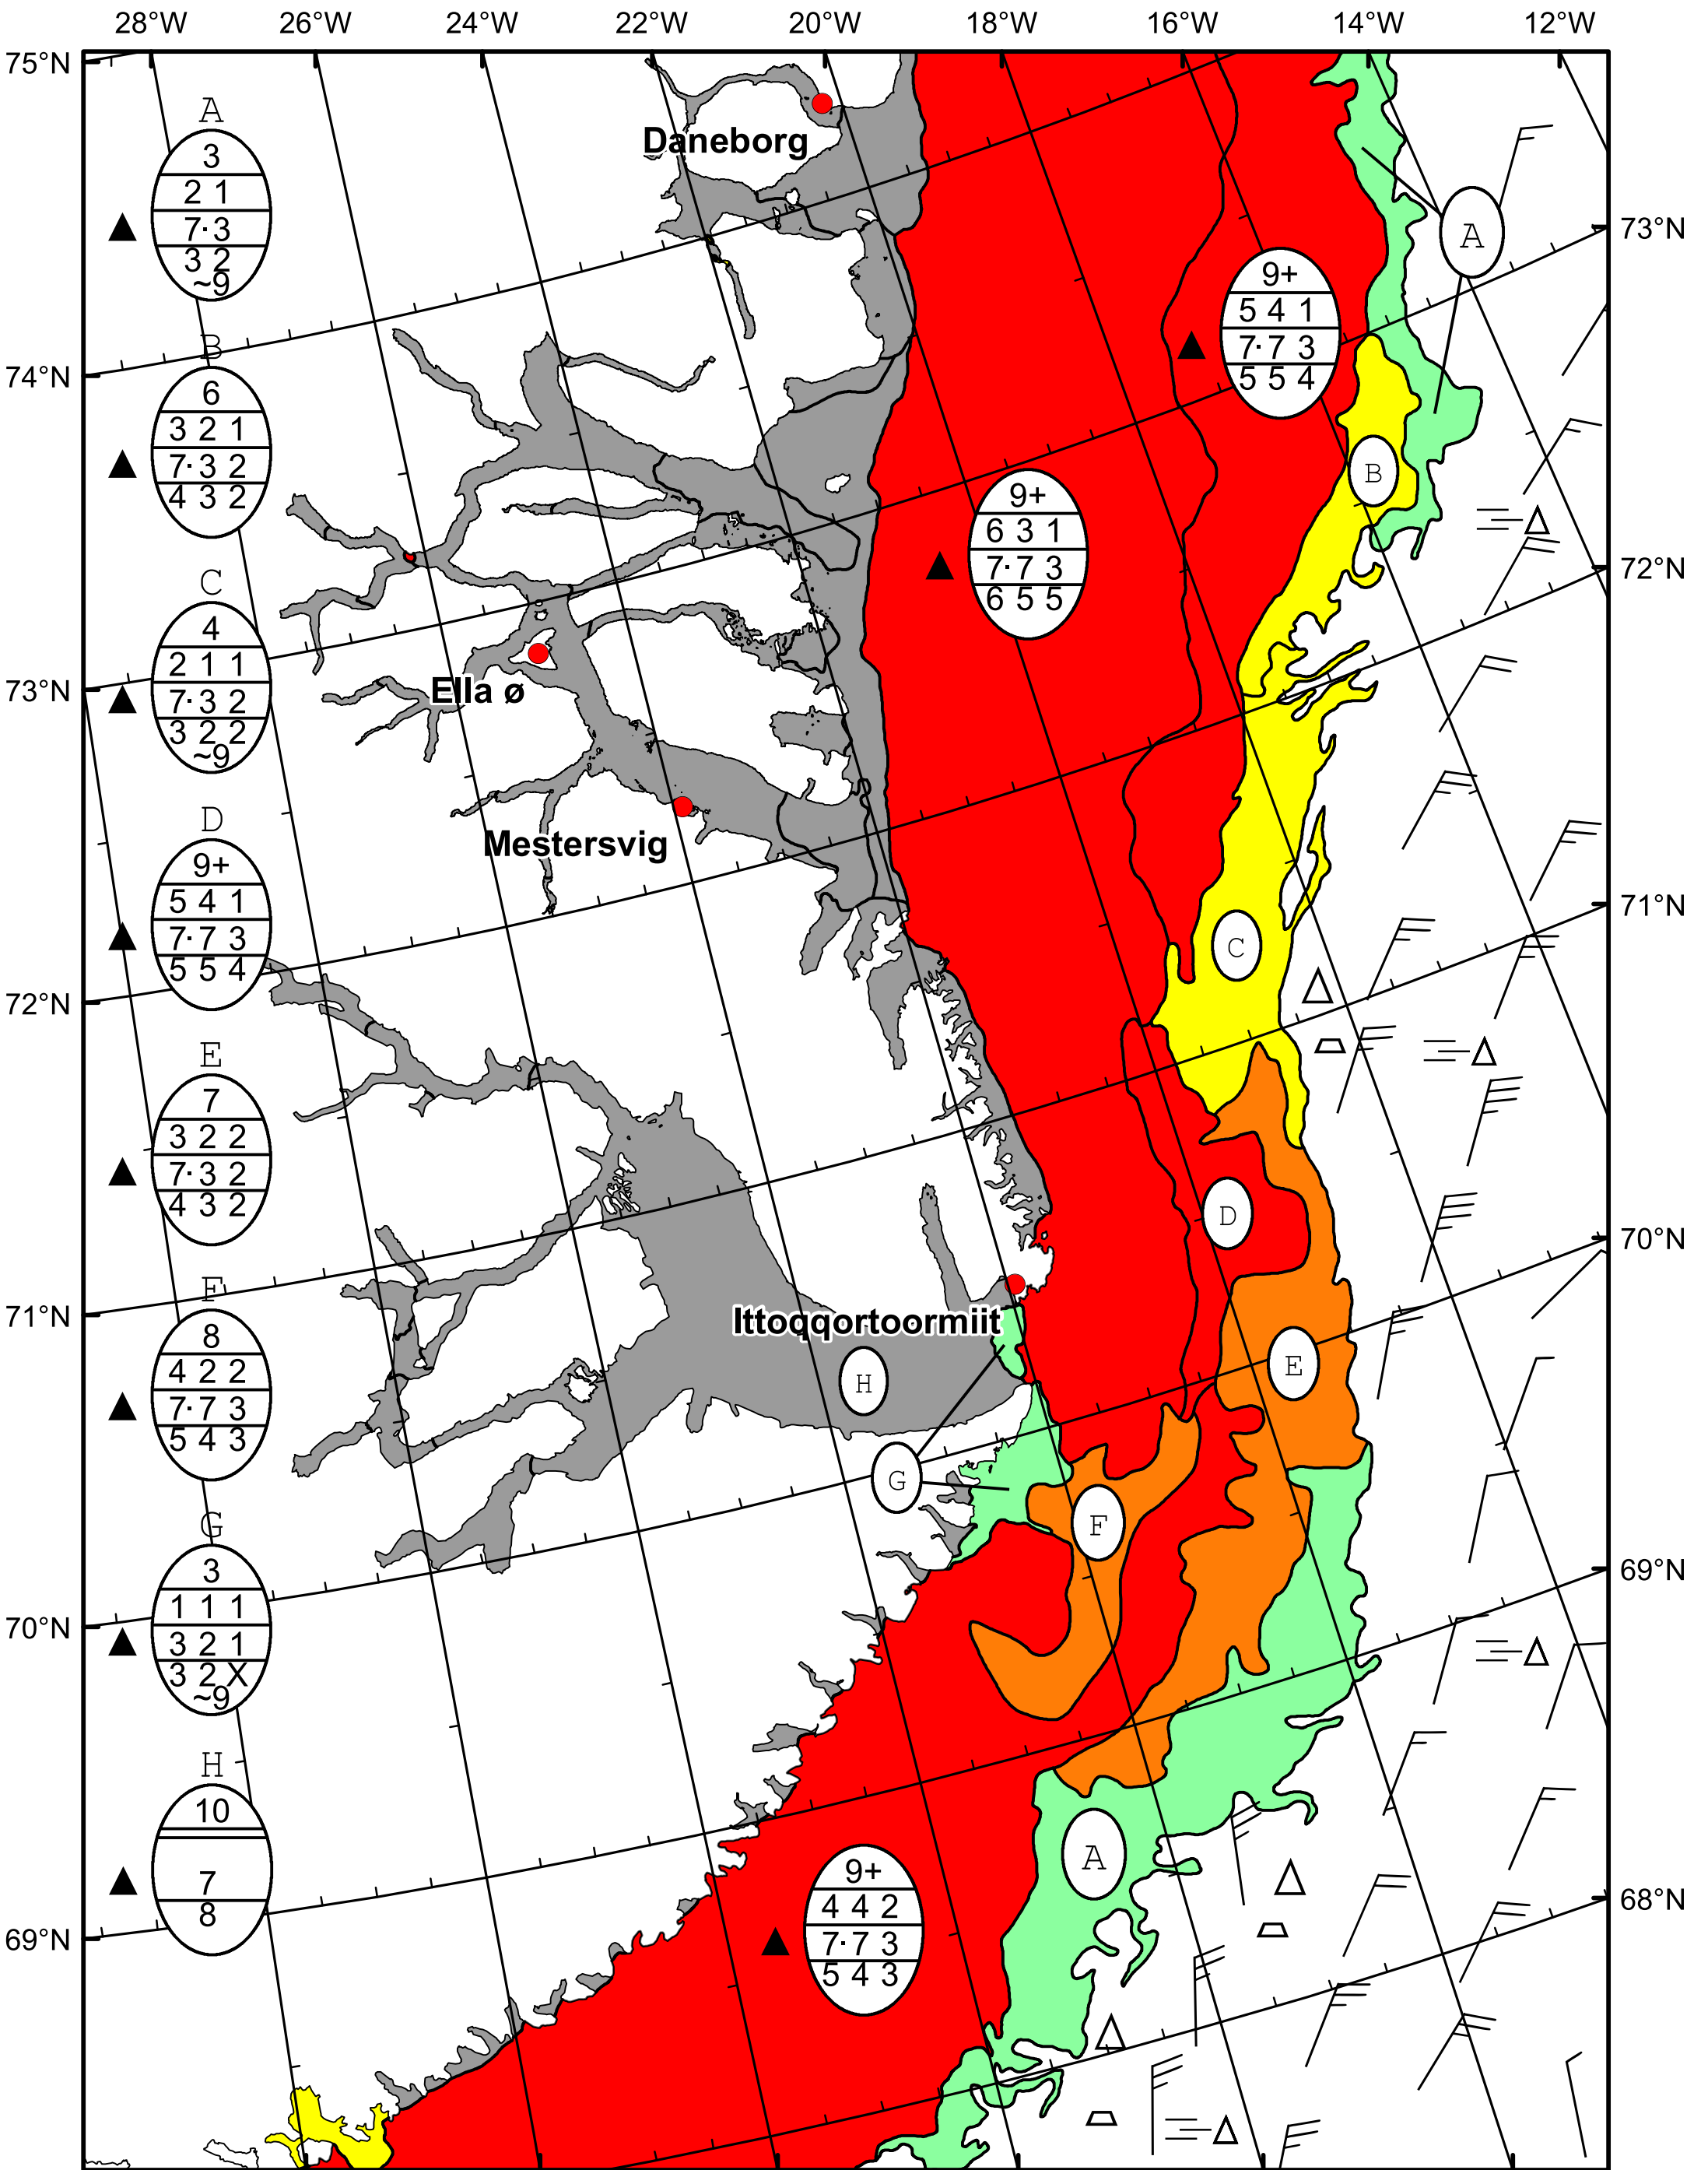 28°W 26°W 24°W 22°W 20°W 18°W 16°W 14°W 12°W
75°N
74°N
73°N
72°N
71°N
70°N
69°N
73°N
72°N
71°N
70°N
69°N
68°N
A
3
2 1
7· 3
3 2
~9
B
6
3 2 1
7· 3 2
4 3 2
C
4
2 1 1
7· 3 2
3 2 2
~9
D
9+
5 4 1
7· 7 3
5 5 4
E
7
3 2 2
7· 3 2
4 3 2
F
8
4 2 2
7· 7 3
5 4 3
G
3
1 1 1
3 2 1
3 2 X
~9
H
10
7
8
Daneborg
Ella ø
Mestersvig
Ittoqqortoormiit
A
9+
5 4 1
7· 7 3
5 5 4
B
9+
6 3 1
7· 7 3
6 5 5
C
D
E
H
G
F
A
9+
4 4 2
7· 7 3
5 4 3